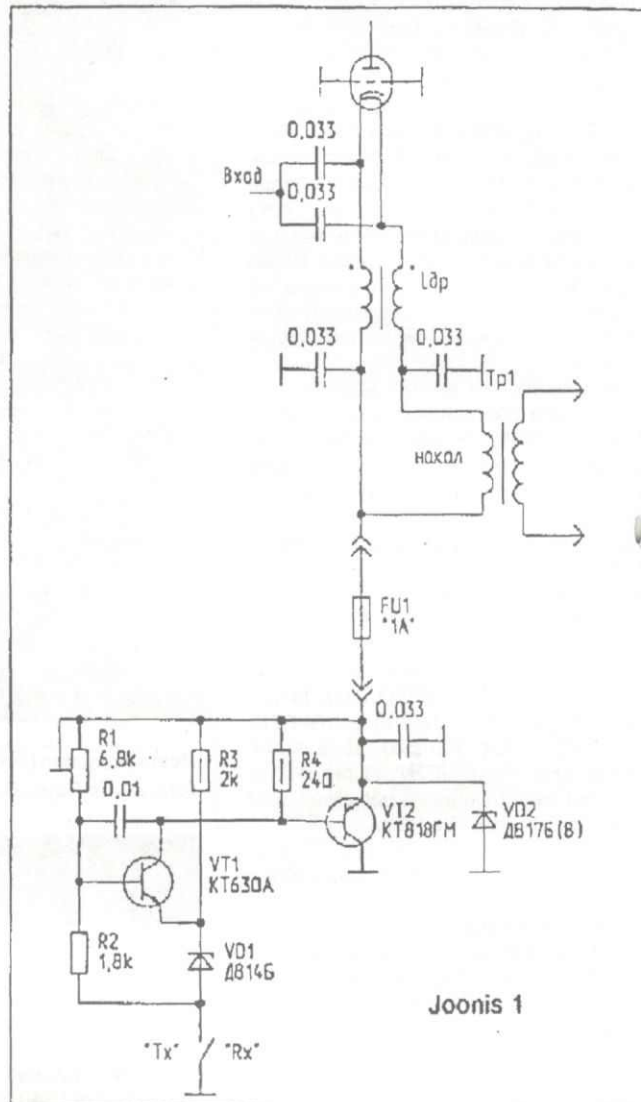 0,033
Вход
0,033
Lдр
0,033
0,033
Tp1
накал
FU1
"1А"
0,033
R1
6,8k
R3
2k
R4
240
0,01
VT2
КТ818ГМ
VD2
Д817Б(В)
VT1
КТ630А
R2
1,8k
VD1
Д814Б
Joonis 1
"Tx"
"Rx"